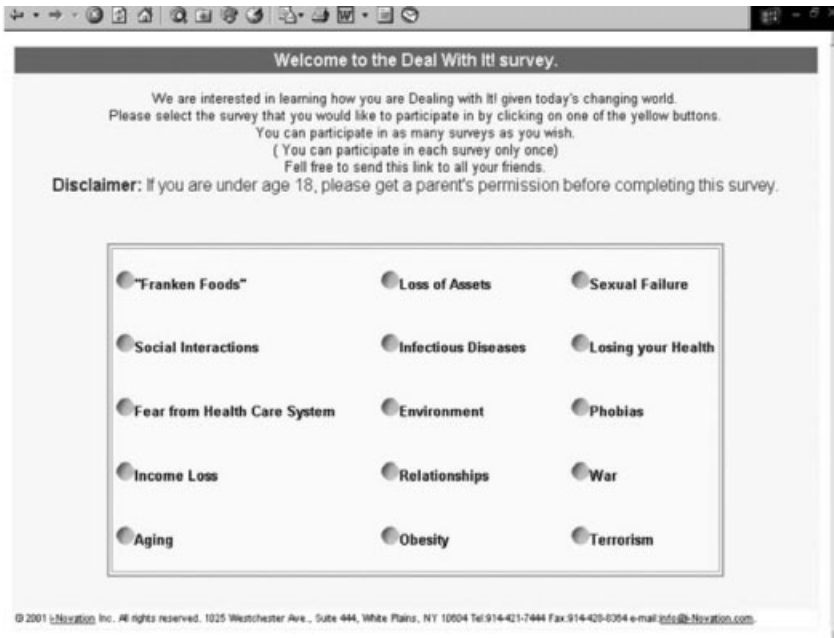 Welcome to the Deal With It! survey.
We are interested in learning how you are Dealing with It! given today's changing world.
Please select the survey that you would like to participate in by clicking on one of the yellow buttons.
You can participate in as many surveys as you wish.
( You can participate in each survey only once)
Fell free to send this link to all your friends.
Disclaimer: If you are under age 18, please get a parent's permission before completing this survey.
"Franken Foods" Loss of Assets Sexual Failure
Social Interactions Infectious Diseases Losing your Health
Fear from Health Care System Environment Phobias
Income Loss Relationships War
Aging Obesity Terrorism
© 2001 i-Novation Inc. All rights reserved. 1025 Westchester Ave., Suite 444, White Plains, NY 10604 Tel:914-421-7444 Fax:914-428-8364 e-mail:info@i-Novation.com.